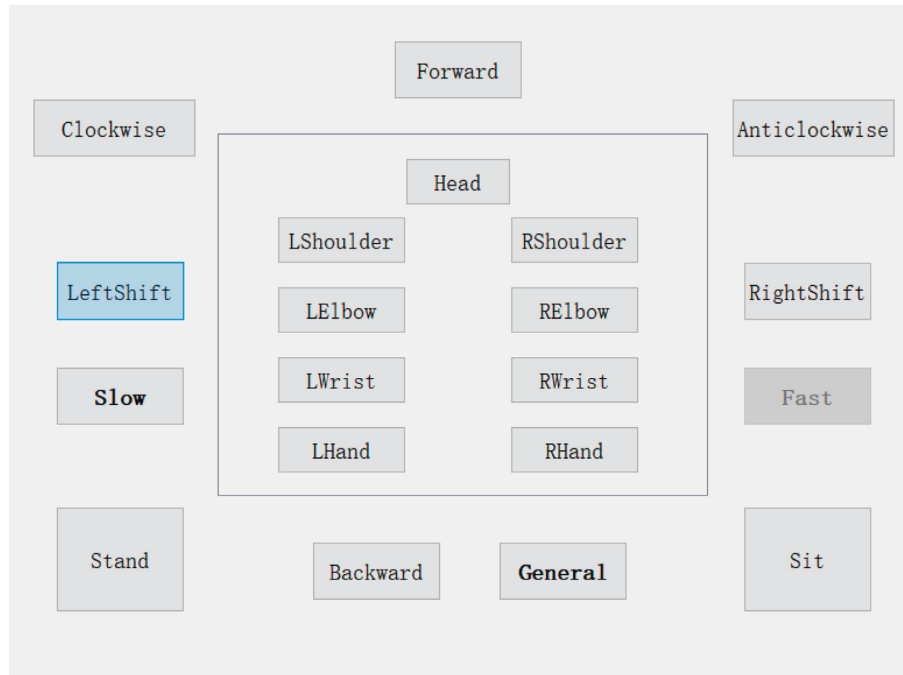 Forward
Clockwise
Anticlockwise
Head
LShoulder
RShoulder
LeftShift
RightShift
LElbow
RElbow
LWrist
RWrist
Slow
Fast
LHand
RHand
Stand
Backward
General
Sit